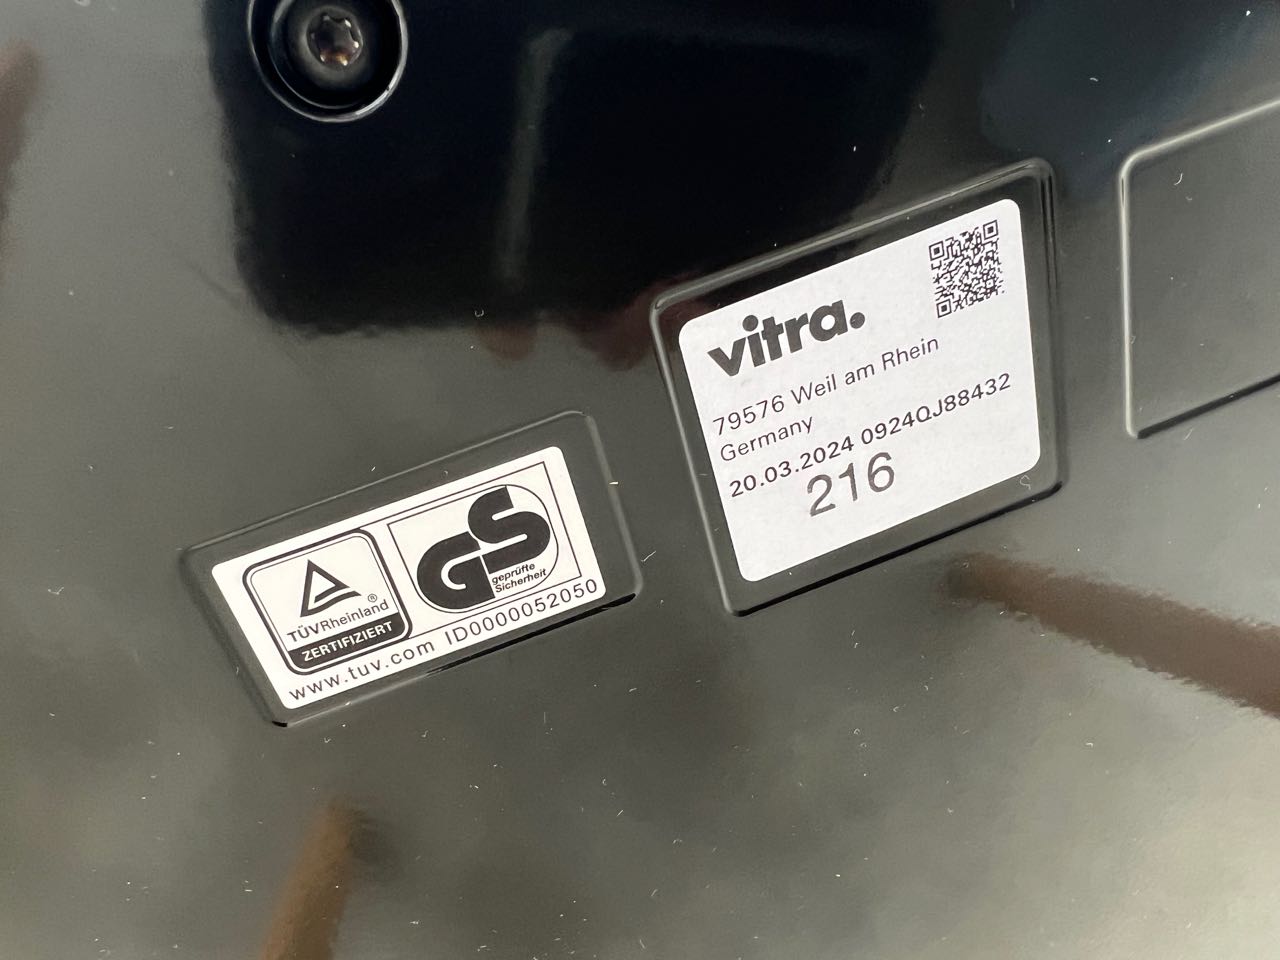 vitra.
79576 Weil am Rhein
Germany
20.03.2024 0924QJ88432
216
TÜVRheinland®
ZERTIFIZIERT
GS
geprüfte
Sicherheit
www.tuv.com ID0000052050